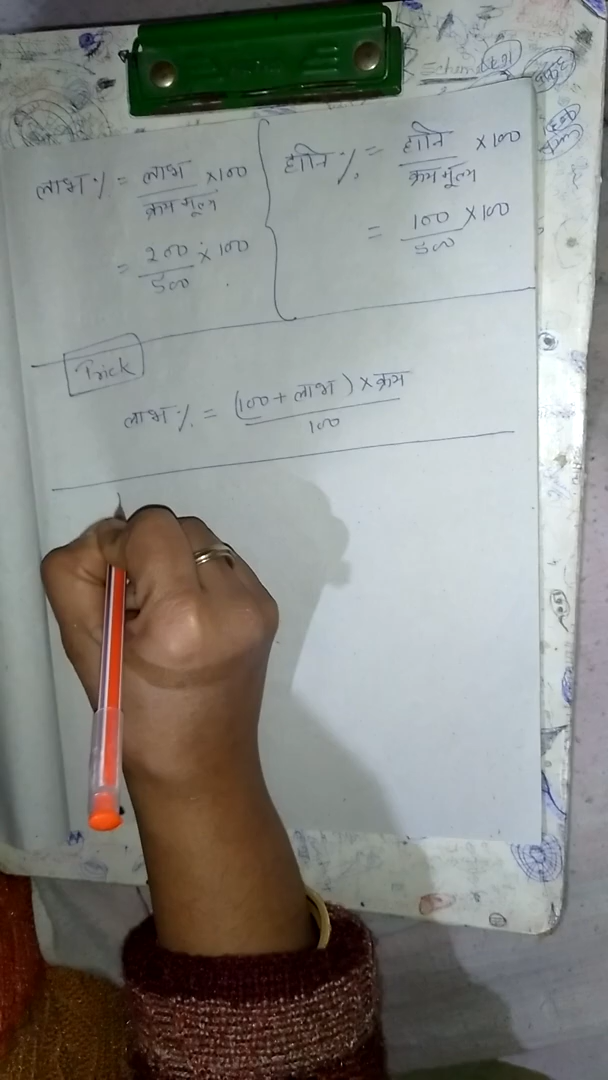 लाभ % = लाभ/क्रय मूल्य ×100
= 200/500 × 100
हानि % = हानि/क्रय मूल्य ×100
= 100/500 ×100
Trick
लाभ % = (100 + लाभ) × क्रय/100